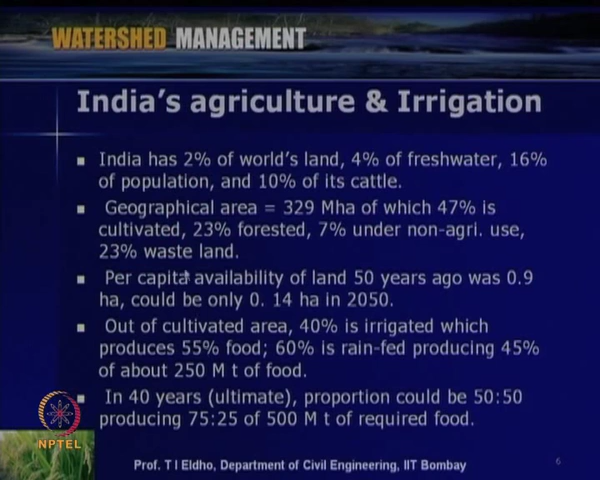 WATERSHED MANAGEMENT
India's agriculture & Irrigation
India has 2% of world's land, 4% of freshwater, 16%
of population, and 10% of its cattle.
Geographical area = 329 Mha of which 47% is
cultivated, 23% forested, 7% under non-agri. use,
23% waste land.
Per capita availability of land 50 years ago was 0.9
ha, could be only 0. 14 ha in 2050.
Out of cultivated area, 40% is irrigated which
produces 55% food; 60% is rain-fed producing 45%
of about 250 M t of food.
In 40 years (ultimate), proportion could be 50:50
producing 75:25 of 500 M t of required food.
NPTEL
Prof. T I Eldho, Department of Civil Engineering, IIT Bombay
6